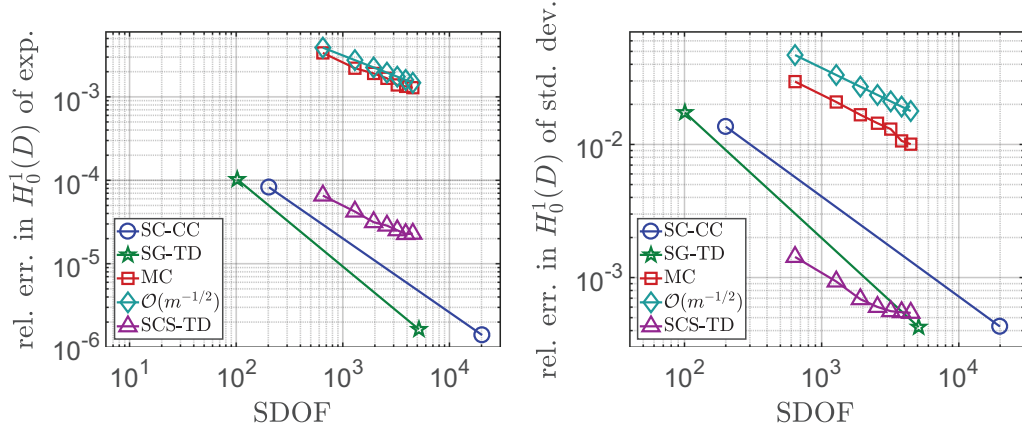 rel. err. in $H_0^1(D)$ of exp.
$10^{-3}$
$10^{-4}$
$10^{-5}$
$10^{-6}$
SC-CC
SG-TD
MC
$\mathcal{O}(m^{-1/2})$
SCS-TD
$10^1$ $10^2$ $10^3$ $10^4$
SDOF
rel. err. in $H_0^1(D)$ of std. dev.
$10^{-2}$
$10^{-3}$
SC-CC
SG-TD
MC
$\mathcal{O}(m^{-1/2})$
SCS-TD
$10^2$ $10^3$ $10^4$
SDOF